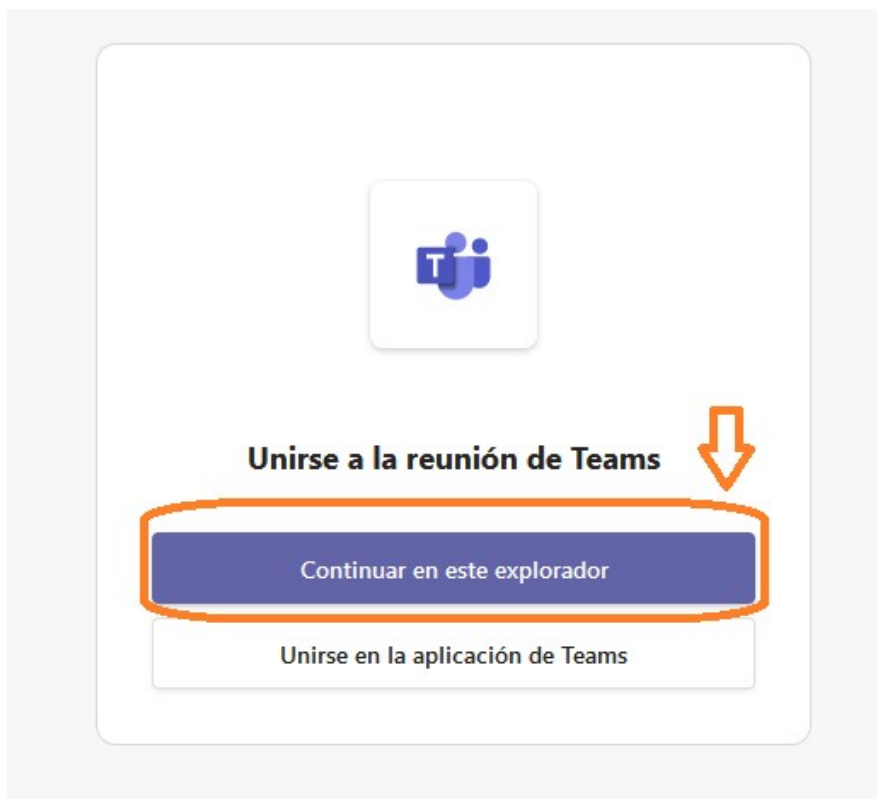 T
Unirse a la reunión de Teams
Continuar en este explorador
Unirse en la aplicación de Teams